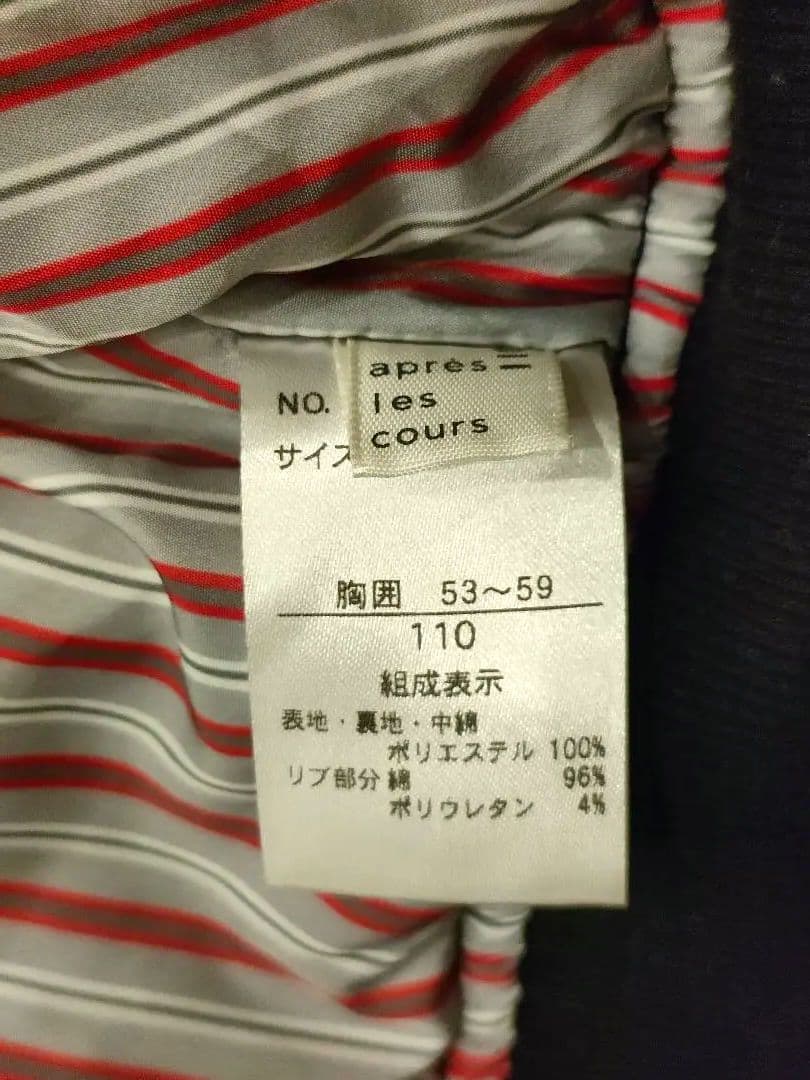 après
les
cours
NO.
サイズ
胸囲 53～59
110
組成表示
表地・裏地・中綿
ポリエステル 100%
リブ部分 綿 96%
ポリウレタン 4%